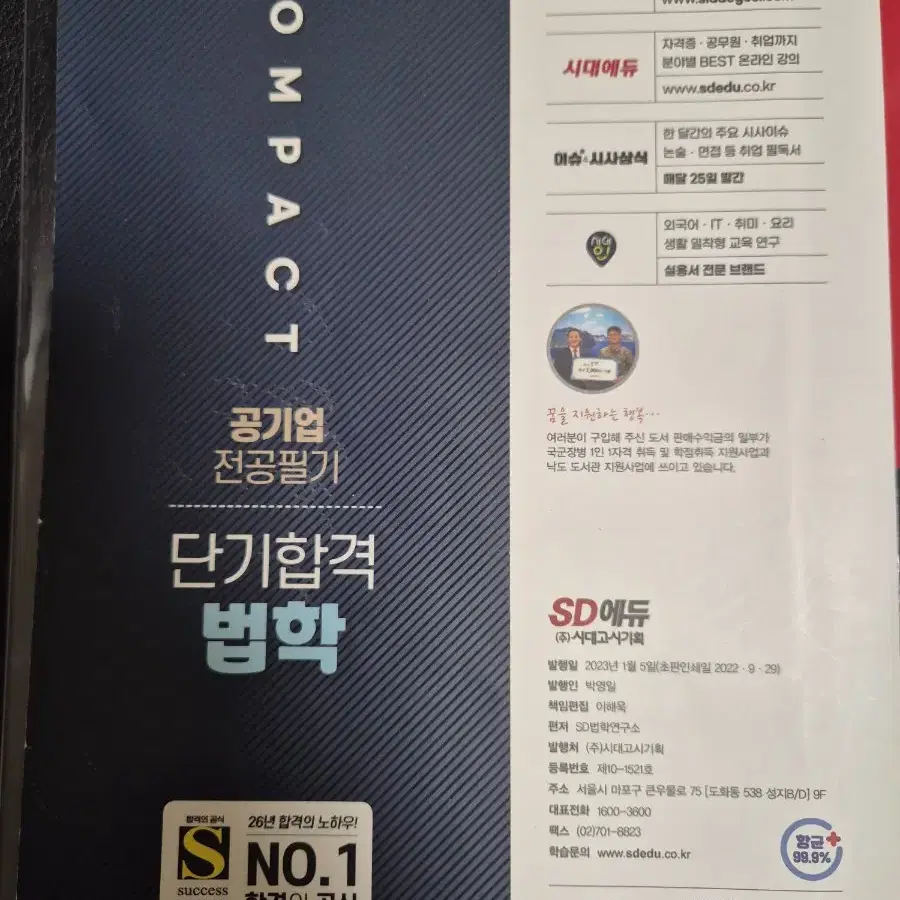 COMPACT
공기업
전공필기
단기합격
법학
합격의 공식
S
success
26년 합격의 노하우!
NO.1
시대에듀
자격증 · 공무원 · 취업까지
분야별 BEST 온라인 강의
www.sdedu.co.kr
이슈&시사상식
한 달간의 주요 시사이슈
논술 · 면접 등 취업 필독서
매달 25일 발간
시대인
외국어 · IT · 취미 · 요리
생활 밀착형 교육 연구
실용서 전문 브랜드
꿈을 지원하는 행복…
여러분이 구입해 주신 도서 판매수익금의 일부가
국군장병 1인 1자격 취득 및 학점취득 지원사업과
낙도 도서관 지원사업에 쓰이고 있습니다.
SD에듀
(주)시대고시기획
발행일 2023년 1월 5일(초판인쇄일 2022 · 9 · 29)
발행인 박영일
책임편집 이해욱
편저 SD법학연구소
발행처 (주)시대고시기획
등록번호 제10-1521호
주소 서울시 마포구 큰우물로 75 [도화동 538 성지B/D] 9F
대표전화 1600-3600
팩스 (02)701-8823
학습문의 www.sdedu.co.kr
항균+
99.9%